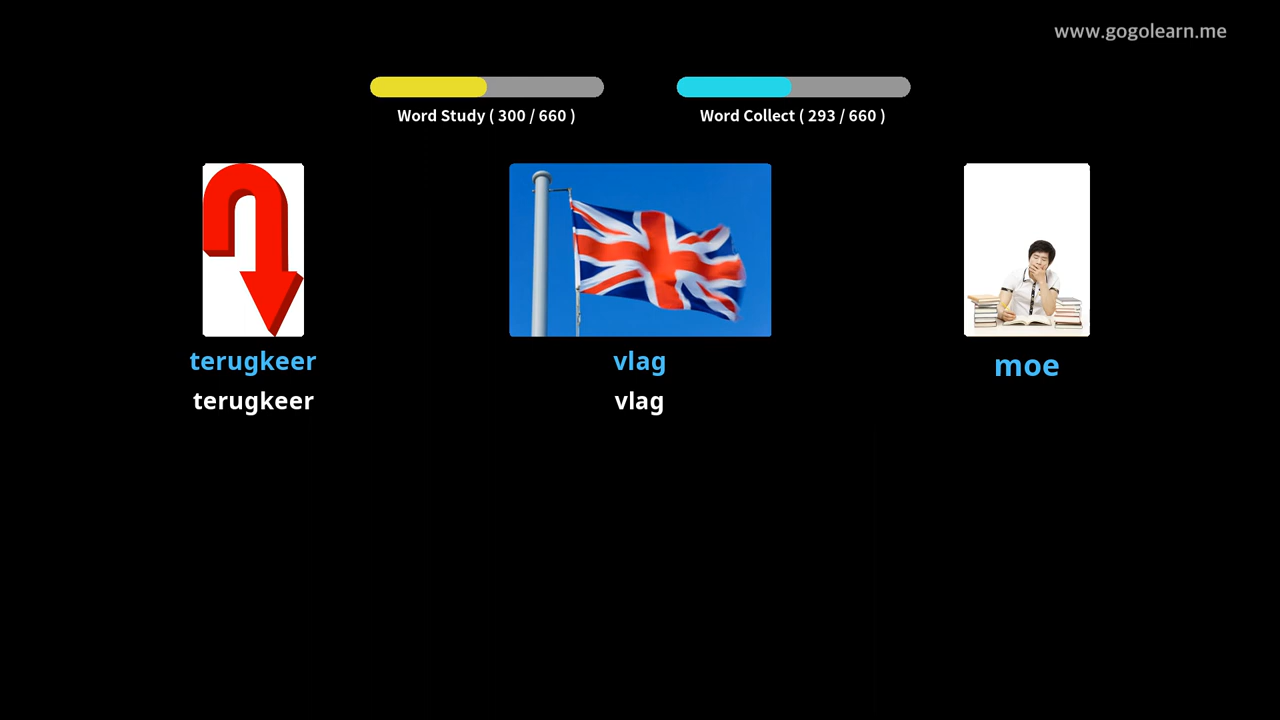 www.gogolearn.me
Word Study ( 300 / 660 )
Word Collect ( 293 / 660 )
terugkeer
terugkeer
vlag
vlag
moe